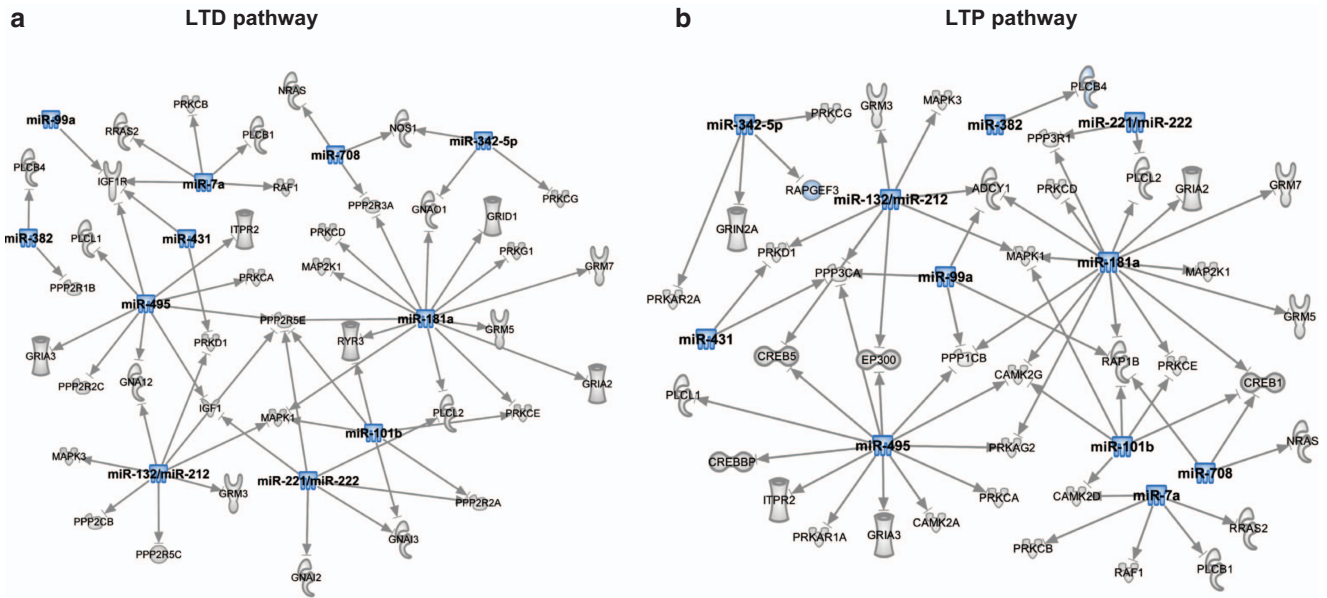 a LTD pathway
NRAS
PRKCB
miR-99a
RRAS2
PLCB1
NOS1
miR-342-5p
miR-708
PLCB4
IGF1R
miR-7a
RAF1
PPP2R3A
GNAO1
GRID1
PRKCG
miR-382
PLCL1
miR-431
ITPR2
PRKCD
PRKG1
MAP2K1
GRM7
PPP2R1B
PRKCA
miR-495
PPP2R5E
miR-181a
GRM5
PRKD1
RYR3
GRIA3
PPP2R2C
GNA12
GRIA2
IGF1
MAPK1
PLCL2
PRKCE
miR-101b
MAPK3
miR-132/miR-212
miR-221/miR-222
GRM3
PPP2R2A
PPP2CB
GNAI3
PPP2R5C
GNAI2
b LTP pathway
PLCB4
MAPK3
GRM3
PRKCG
miR-342-5p
miR-382
miR-221/miR-222
PPP3R1
RAPGEF3
miR-132/miR-212
ADCY1
PRKCD
PLCL2
GRIA2
GRM7
GRIN2A
PRKD1
PPP3CA
miR-99a
MAPK1
miR-181a
MAP2K1
PRKAR2A
GRM5
miR-431
CREB5
EP300
PPP1CB
CAMK2G
RAP1B
PRKCE
CREB1
PLCL1
miR-495
PRKAG2
miR-101b
NRAS
CREBBP
miR-708
ITPR2
PRKCA
CAMK2D
miR-7a
PRKAR1A
GRIA3
CAMK2A
RRAS2
PRKCB
RAF1
PLCB1